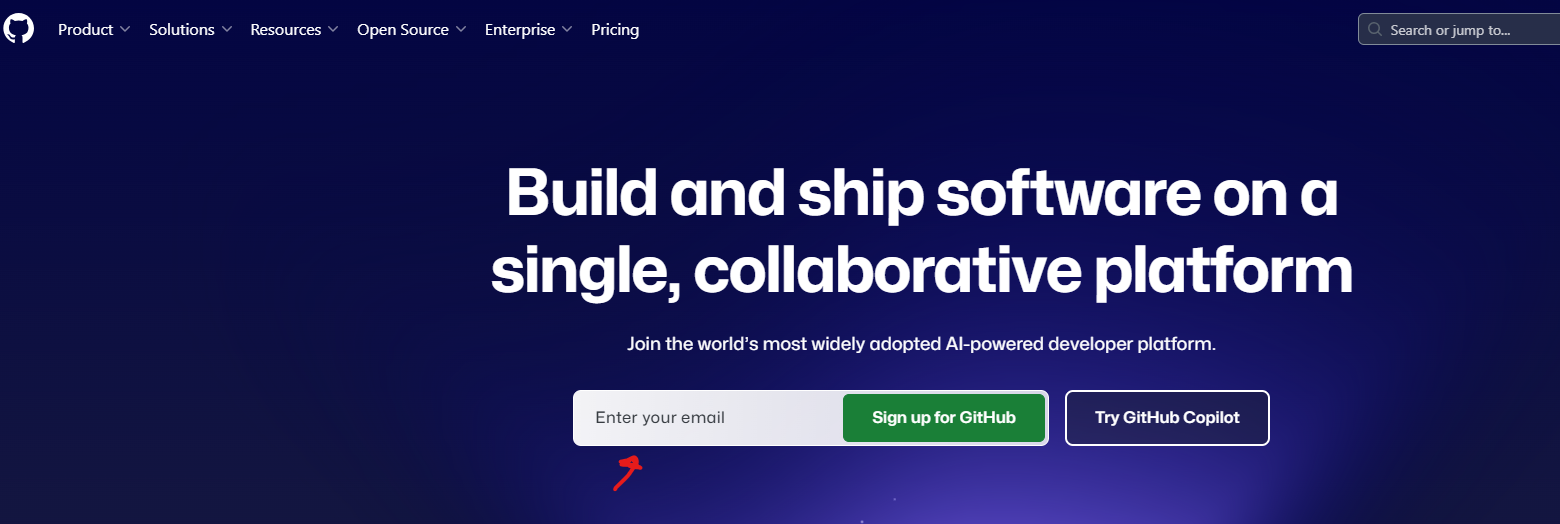 Product Solutions Resources Open Source Enterprise Pricing Search or jump to...
Build and ship software on a
single, collaborative platform
Join the world’s most widely adopted AI-powered developer platform.
Enter your email Sign up for GitHub Try GitHub Copilot